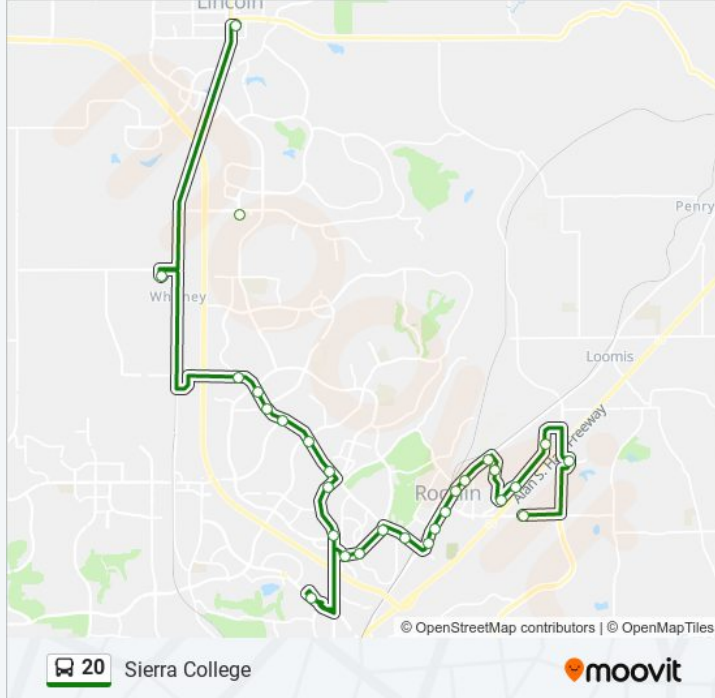 Lincoln
Penry
Whitney
Loomis
Rocklin
Alan S. Hart Freeway
© OpenStreetMap contributors | © OpenMapTiles
20 Sierra College
moovit